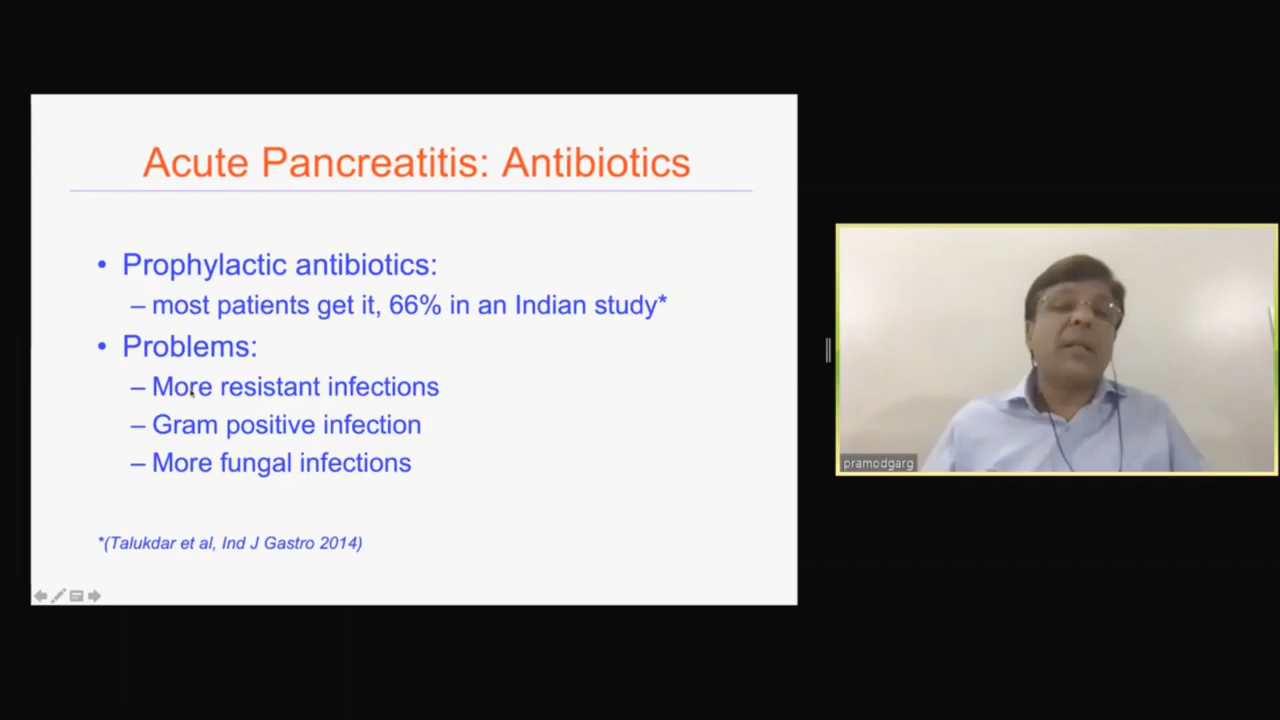 Acute Pancreatitis: Antibiotics
• Prophylactic antibiotics:
– most patients get it, 66% in an Indian study*
• Problems:
– More resistant infections
– Gram positive infection
– More fungal infections
*(Talukdar et al, Ind J Gastro 2014)
pramodgarg